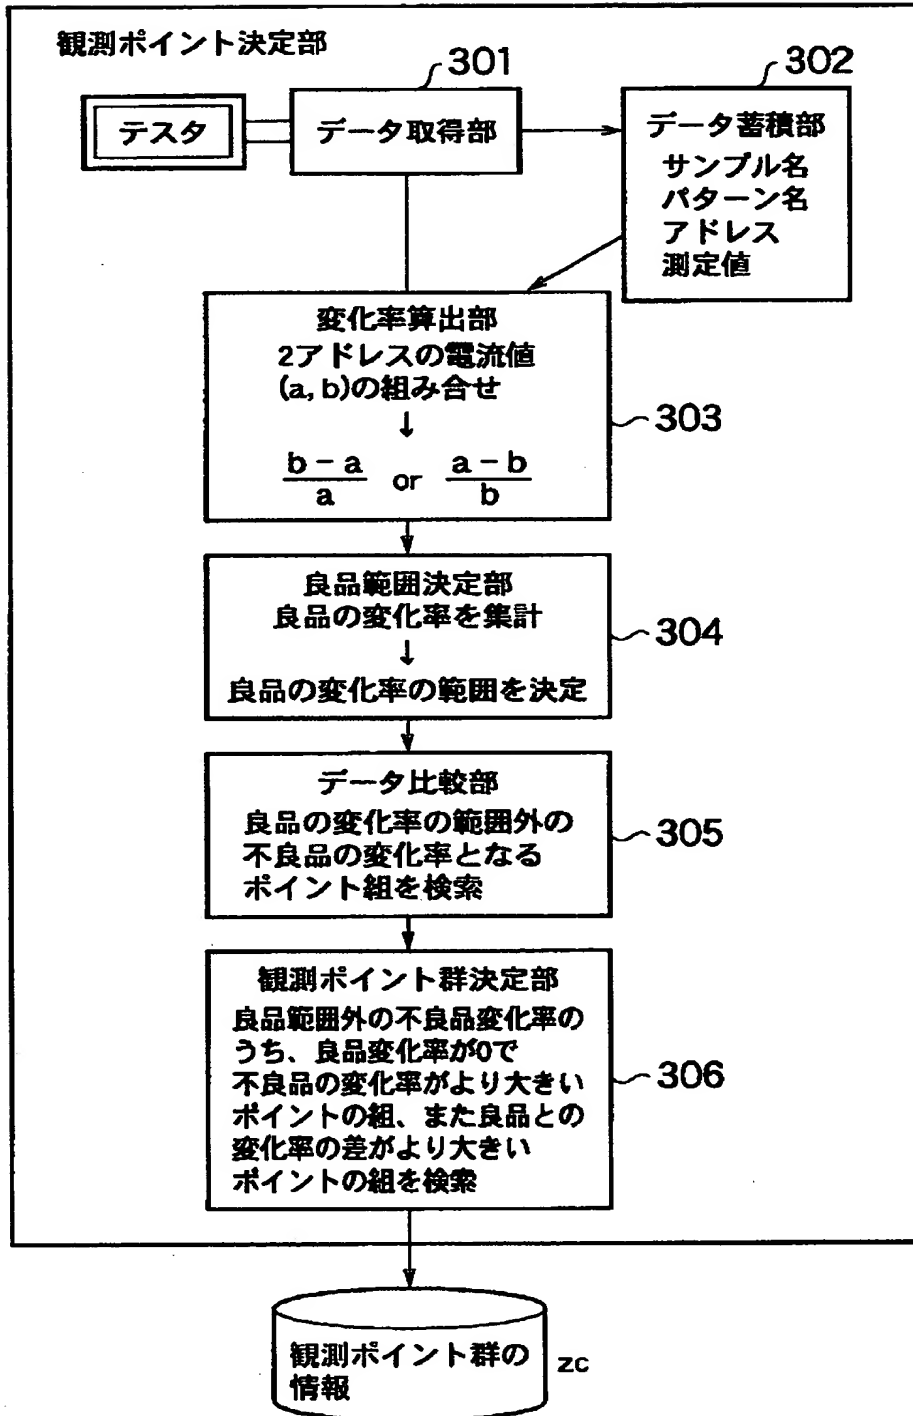 観測ポイント決定部
301
302
テスタ
データ取得部
データ蓄積部
サンプル名
パターン名
アドレス
測定値
変化率算出部
2アドレスの電流値
(a, b)の組み合せ
↓
b - a / a or a - b / b
303
良品範囲決定部
良品の変化率を集計
↓
良品の変化率の範囲を決定
304
データ比較部
良品の変化率の範囲外の
不良品の変化率となる
ポイント組を検索
305
観測ポイント群決定部
良品範囲外の不良品変化率の
うち、良品変化率が0で
不良品の変化率がより大きい
ポイントの組、また良品との
変化率の差がより大きい
ポイントの組を検索
306
観測ポイント群の
情報
zc